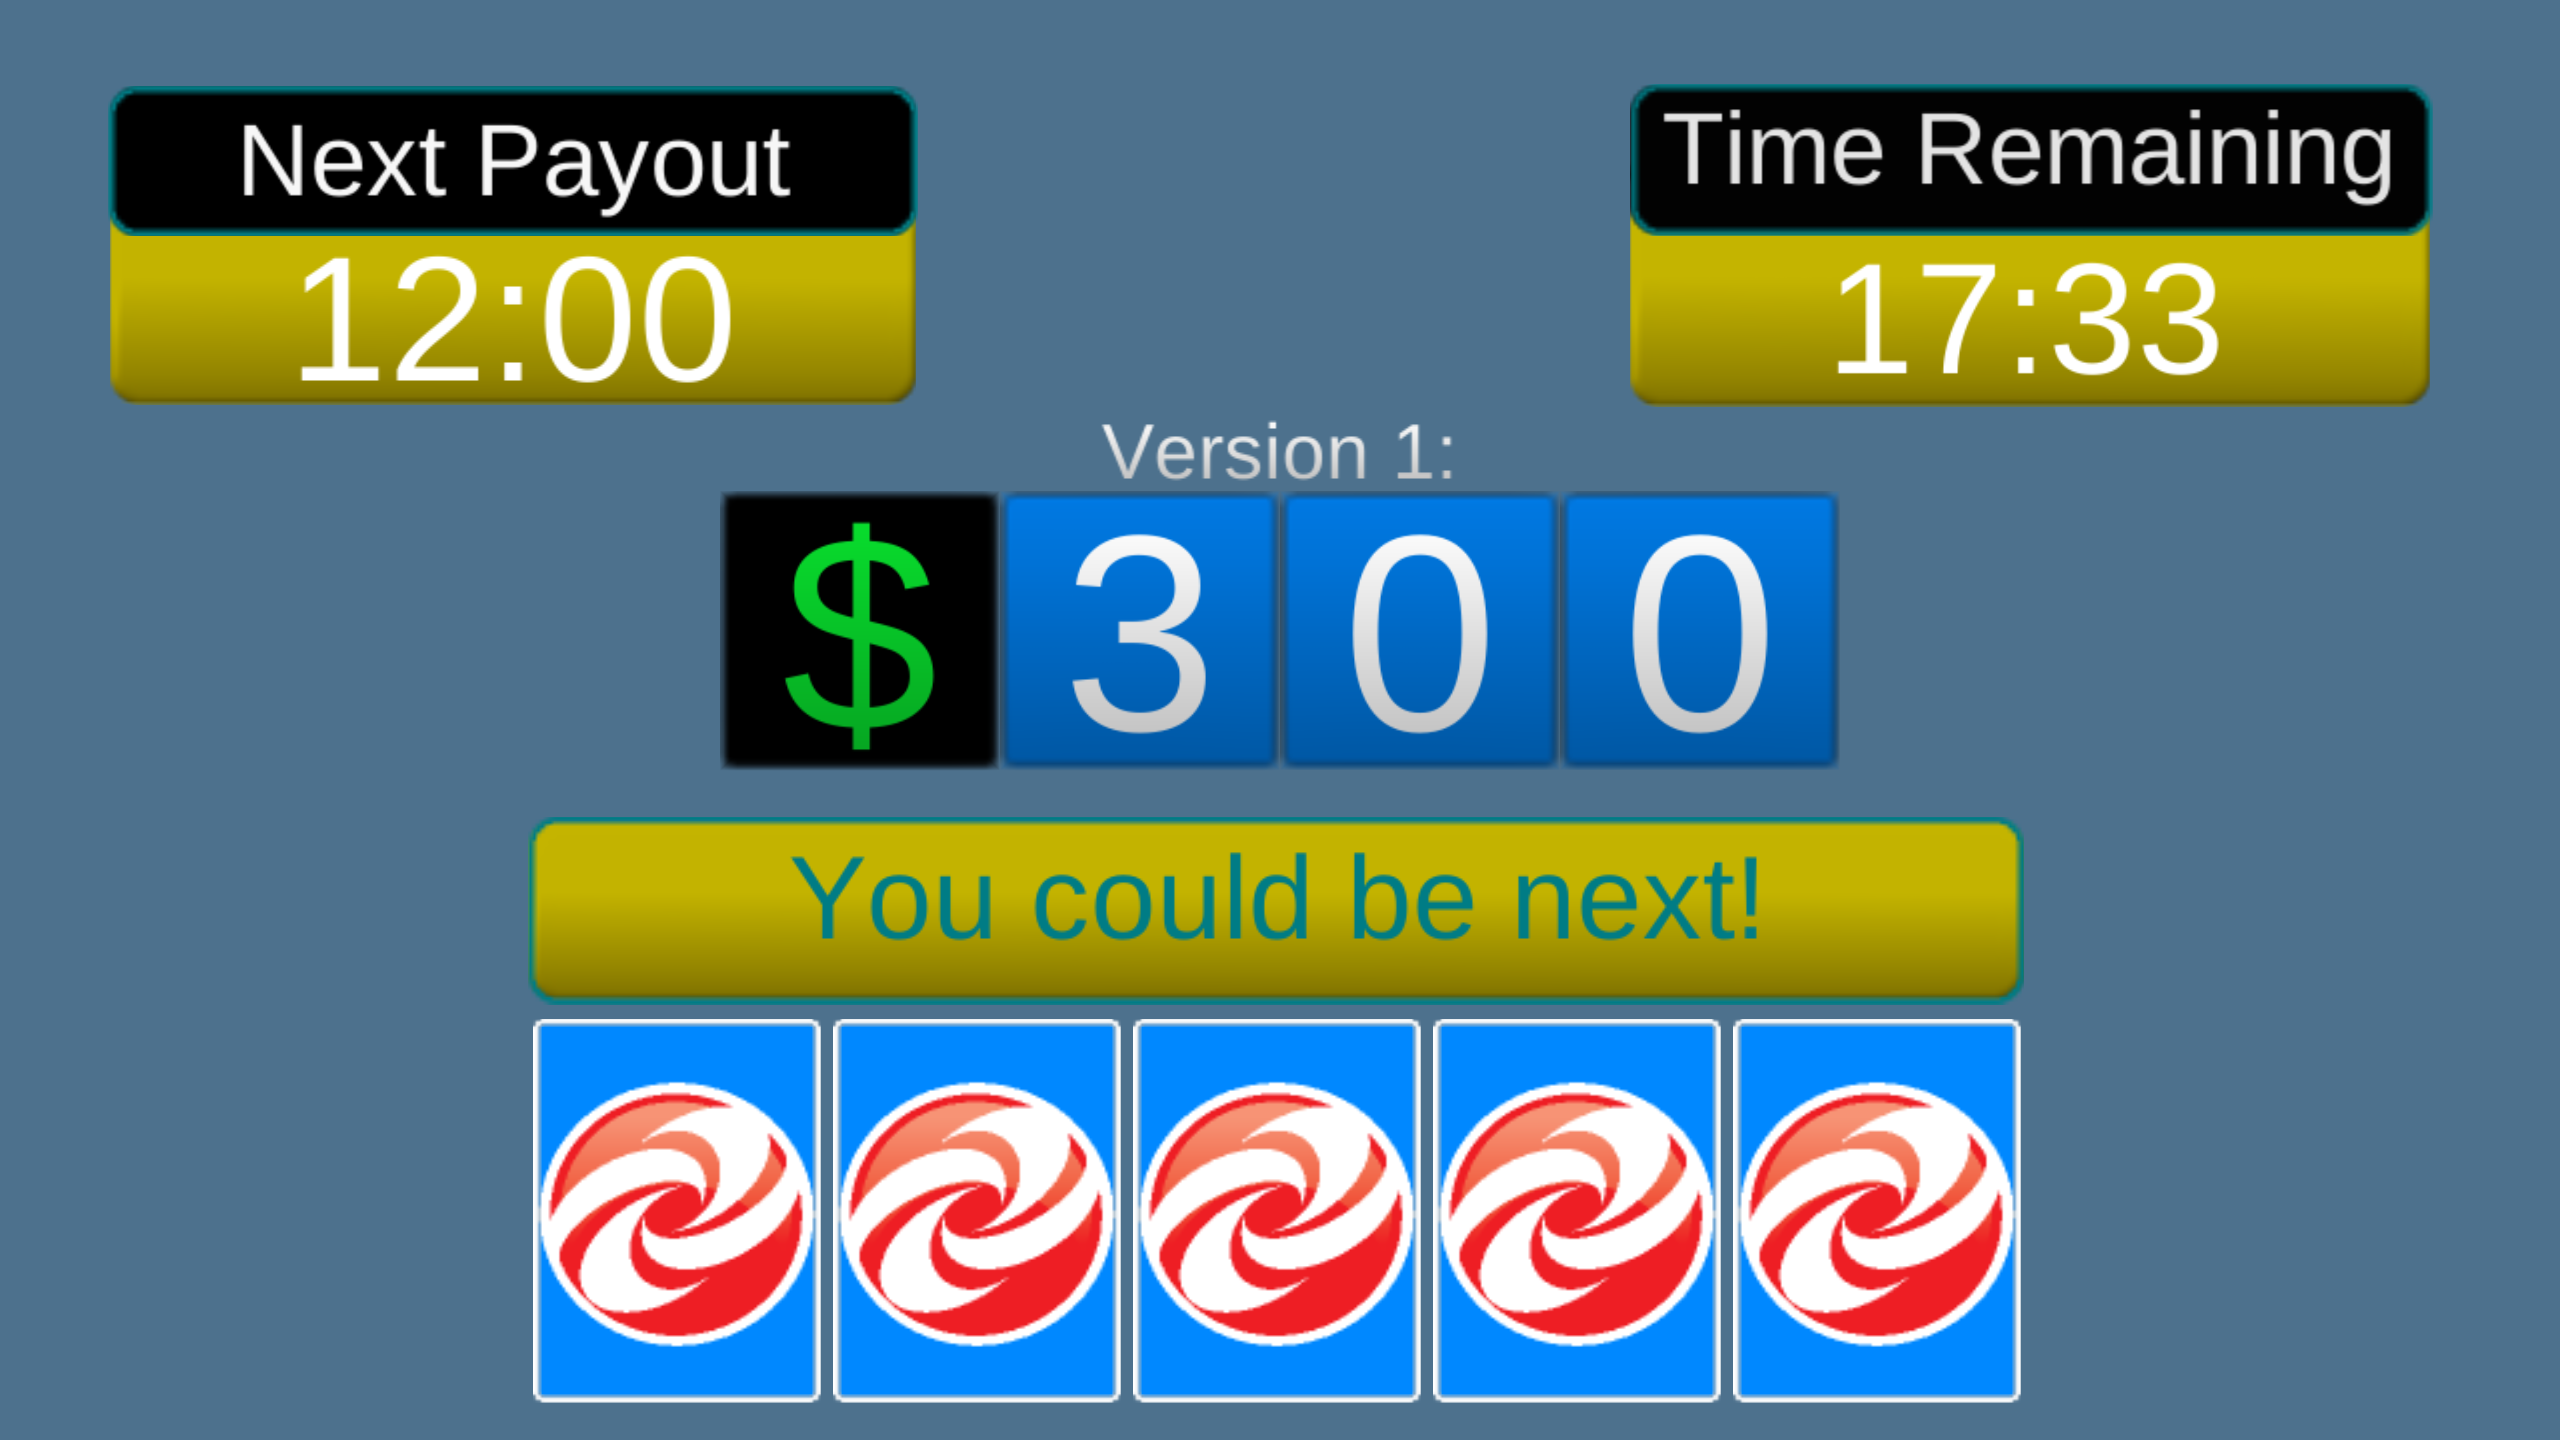 Next Payout
12:00
Time Remaining
17:33
Version 1:
$300
You could be next!